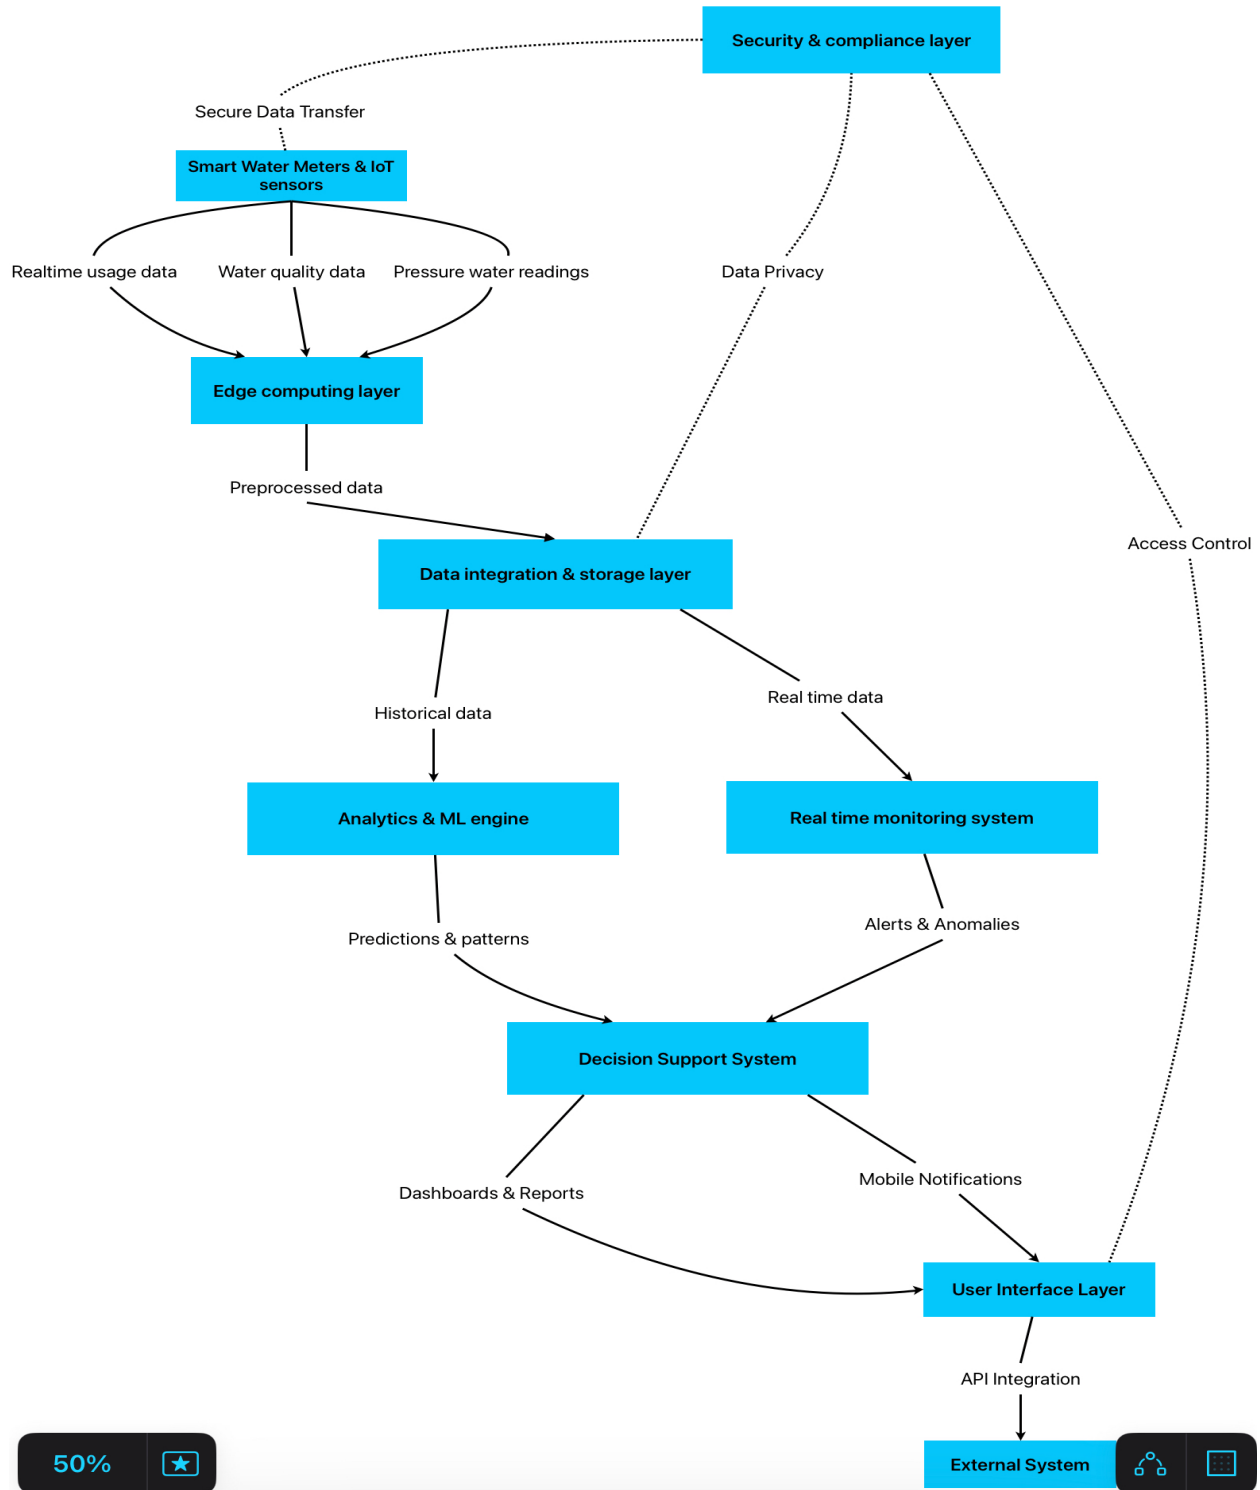 Security & compliance layer
Secure Data Transfer
Smart Water Meters & IoT
sensors
Realtime usage data
Water quality data
Pressure water readings
Data Privacy
Edge computing layer
Preprocessed data
Access Control
Data integration & storage layer
Historical data
Real time data
Analytics & ML engine
Real time monitoring system
Predictions & patterns
Alerts & Anomalies
Decision Support System
Dashboards & Reports
Mobile Notifications
User Interface Layer
API Integration
External System
50%